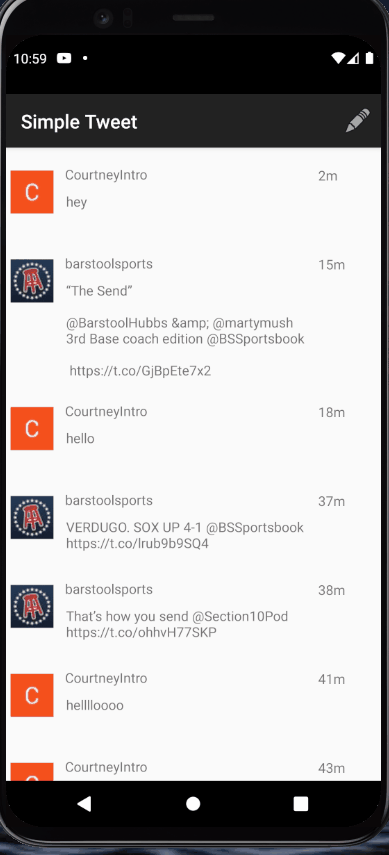 10:59
Simple Tweet
C
CourtneyIntro
2m
hey
barstoolsports
15m
“The Send”
@BarstoolHubbs &amp; @martymush
3rd Base coach edition @BSSportsbook
https://t.co/GjBpEte7x2
C
CourtneyIntro
18m
hello
barstoolsports
37m
VERDUGO. SOX UP 4-1 @BSSportsbook
https://t.co/lrub9b9SQ4
barstoolsports
38m
That’s how you send @Section10Pod
https://t.co/ohhvH77SKP
C
CourtneyIntro
41m
helllloooo
CourtneyIntro
43m